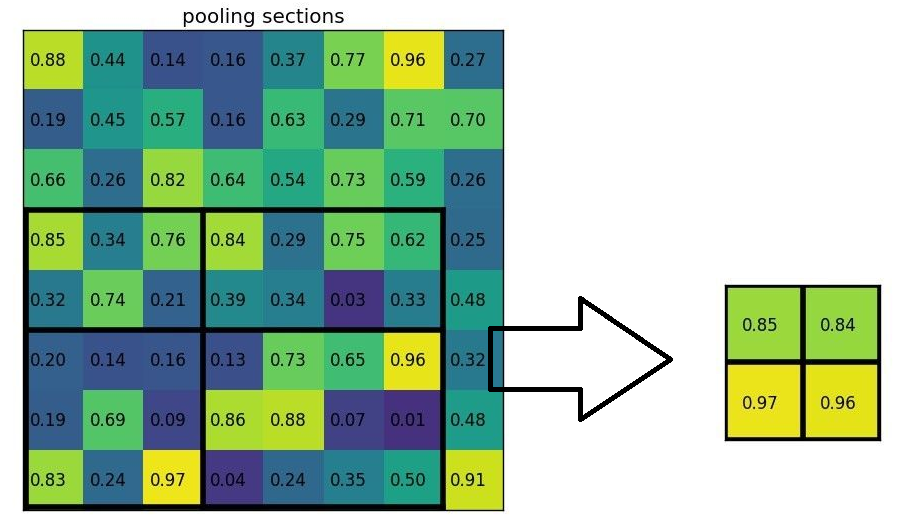 pooling sections
0.88 0.44 0.14 0.16 0.37 0.77 0.96 0.27
0.19 0.45 0.57 0.16 0.63 0.29 0.71 0.70
0.66 0.26 0.82 0.64 0.54 0.73 0.59 0.26
0.85 0.34 0.76 0.84 0.29 0.75 0.62 0.25
0.32 0.74 0.21 0.39 0.34 0.03 0.33 0.48
0.20 0.14 0.16 0.13 0.73 0.65 0.96 0.32
0.19 0.69 0.09 0.86 0.88 0.07 0.01 0.48
0.83 0.24 0.97 0.04 0.24 0.35 0.50 0.91
0.85 0.84
0.97 0.96